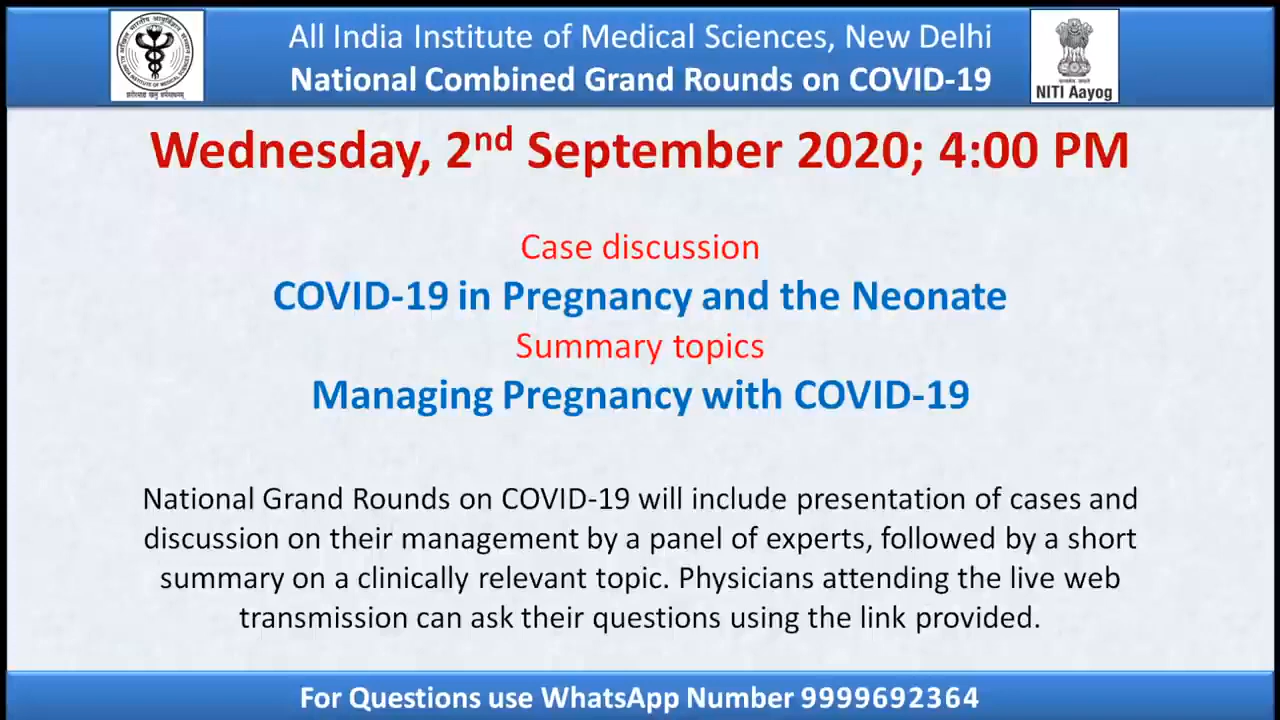 All India Institute of Medical Sciences, New Delhi
National Combined Grand Rounds on COVID-19
NITI Aayog
Wednesday, 2nd September 2020; 4:00 PM
Case discussion
COVID-19 in Pregnancy and the Neonate
Summary topics
Managing Pregnancy with COVID-19
National Grand Rounds on COVID-19 will include presentation of cases and
discussion on their management by a panel of experts, followed by a short
summary on a clinically relevant topic. Physicians attending the live web
transmission can ask their questions using the link provided.
For Questions use WhatsApp Number 9999692364